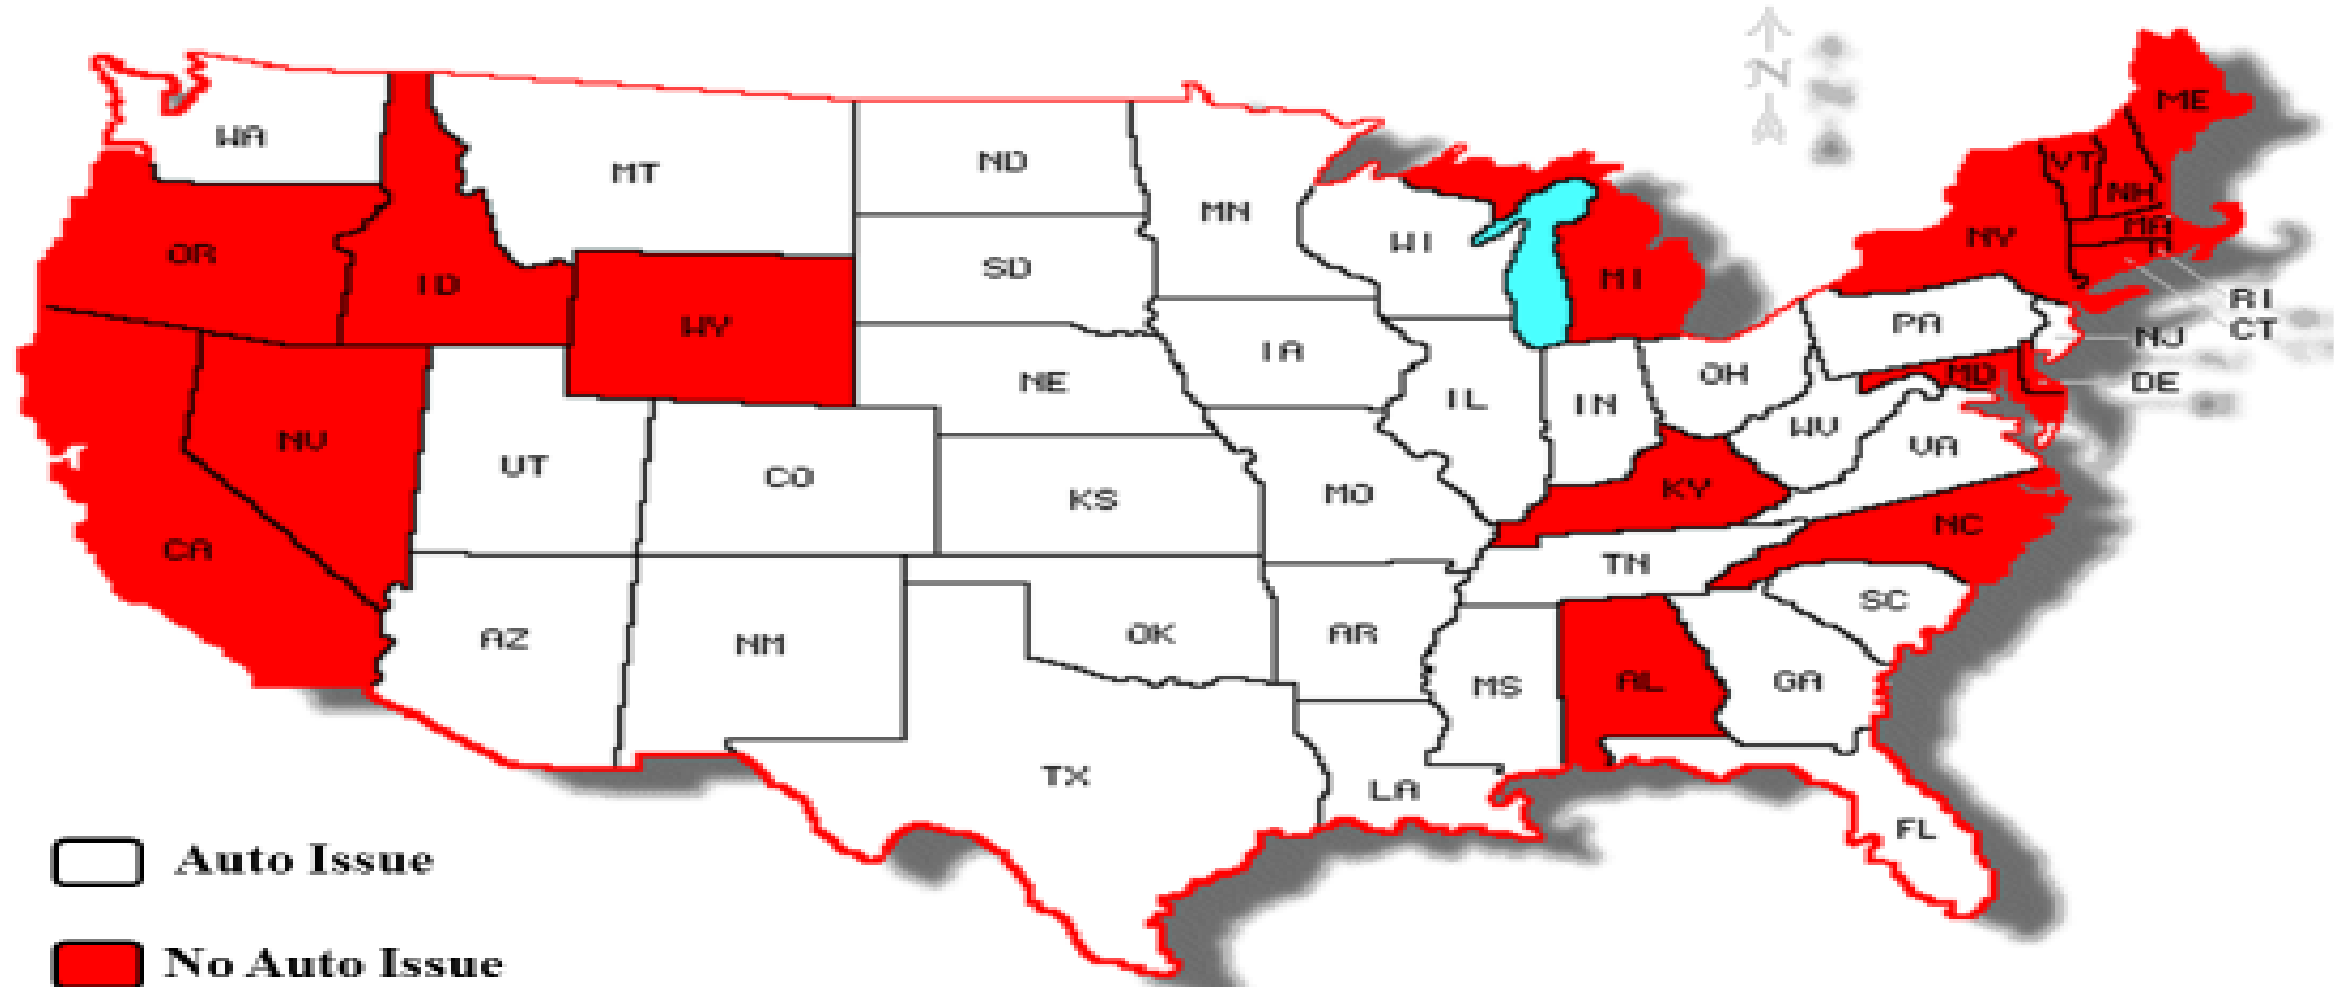 N
ME
WA
VT
MT
ND
NH
MN
MA
NY
WI
OR
SD
ID
MI
RI
WY
PA
CT
NJ
IA
OH
MD
DE
NE
IL
IN
NV
WV
VA
UT
CO
KY
KS
MO
NC
CA
TN
SC
AZ
NM
OK
AR
MS
AL
GA
TX
LA
FL
Auto Issue
No Auto Issue